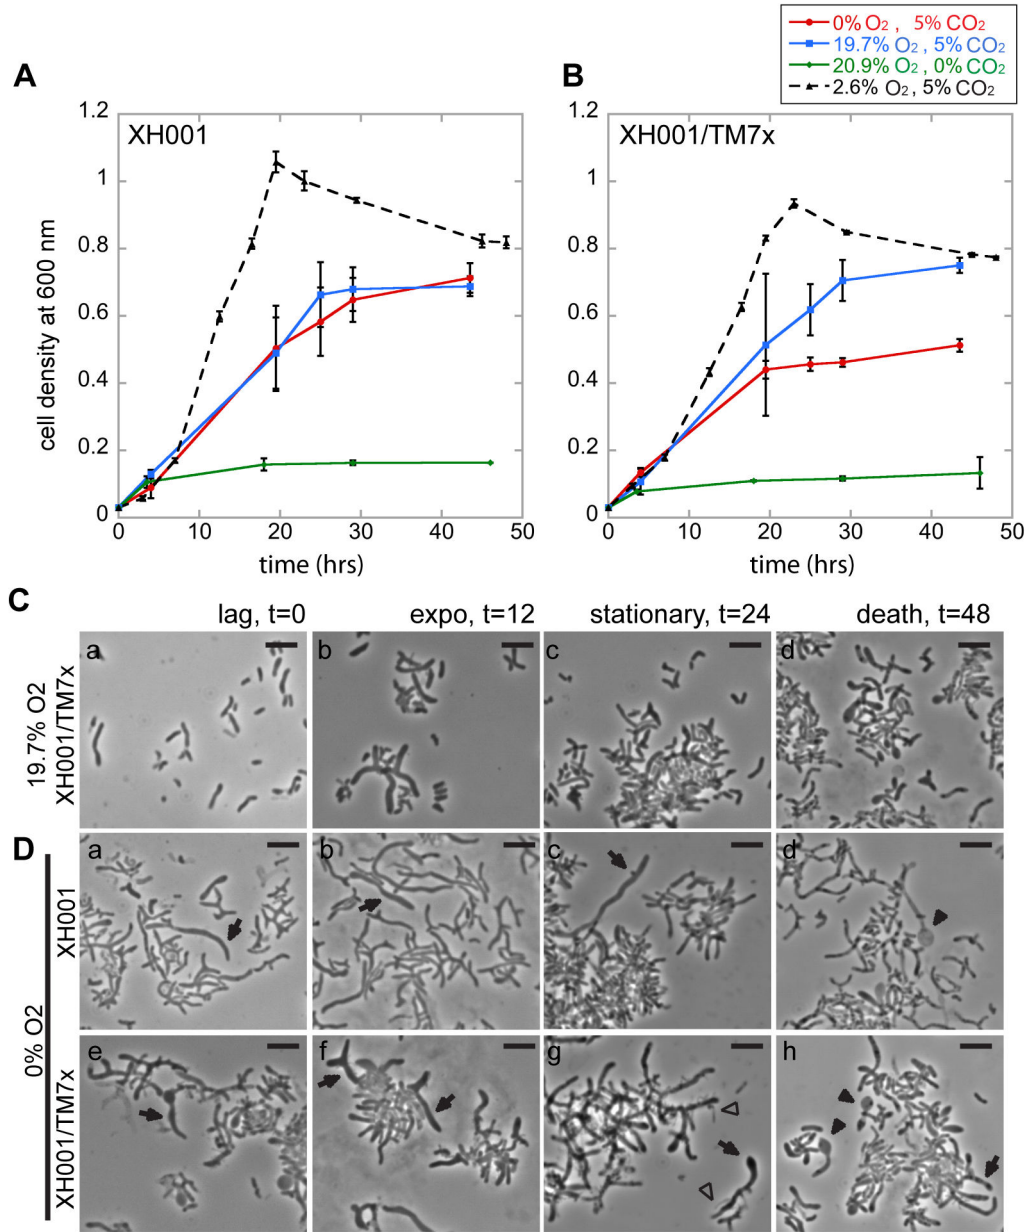 0% O2 , 5% CO2
19.7% O2 , 5% CO2
20.9% O2 , 0% CO2
2.6% O2 , 5% CO2
A
B
1.2
1
0.8
0.6
0.4
0.2
0
cell density at 600 nm
XH001
0 10 20 30 40 50
time (hrs)
1.2
1
0.8
0.6
0.4
0.2
0
XH001/TM7x
0 10 20 30 40 50
time (hrs)
C
lag, t=0
expo, t=12
stationary, t=24
death, t=48
19.7% O2
XH001/TM7x
a
b
c
d
D
0% O2
XH001
a
b
c
d
XH001/TM7x
e
f
g
h